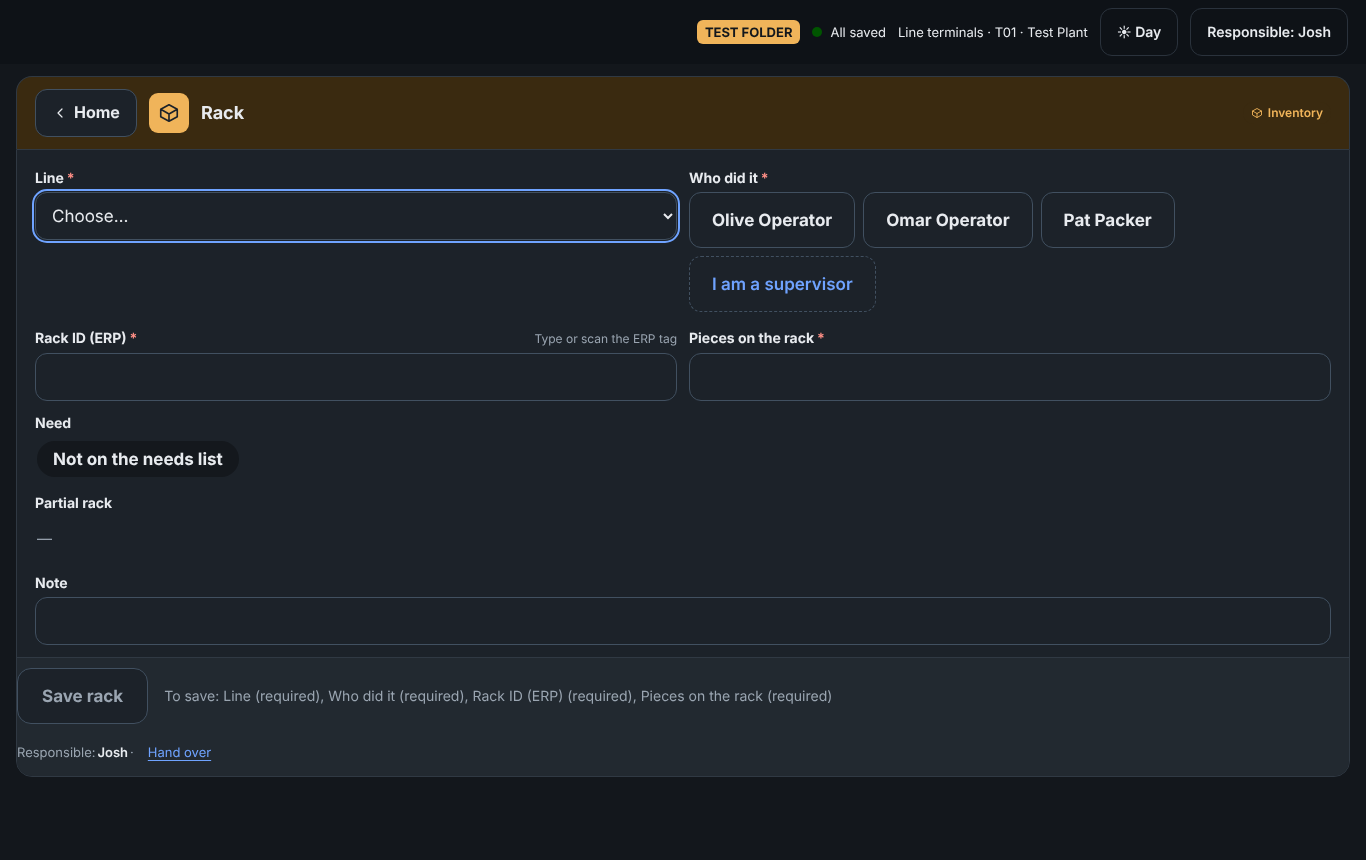 TEST FOLDER All saved Line terminals · T01 · Test Plant Day Responsible: Josh
Home Rack Inventory
Line * Who did it *
Choose... Olive Operator Omar Operator Pat Packer
I am a supervisor
Rack ID (ERP) * Type or scan the ERP tag Pieces on the rack *
Need
Not on the needs list
Partial rack
—
Note
Save rack To save: Line (required), Who did it (required), Rack ID (ERP) (required), Pieces on the rack (required)
Responsible: Josh · Hand over